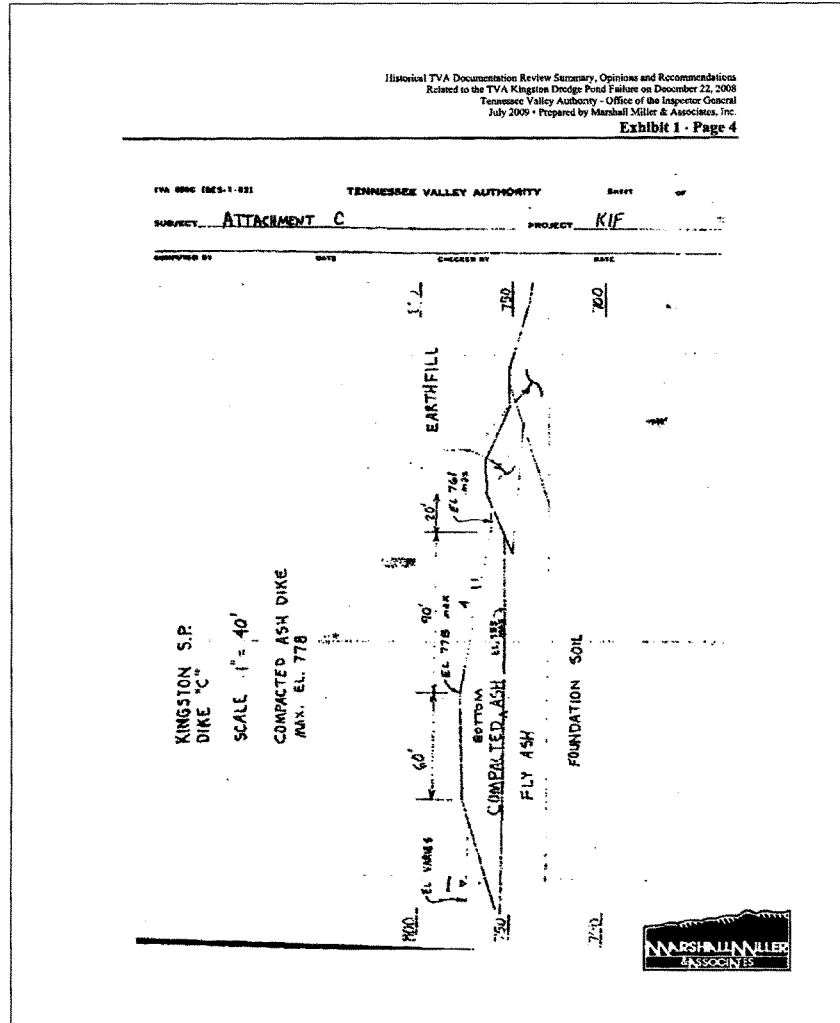 Historical TVA Documentation Review Summary, Opinions and Recommendations
Related to the TVA Kingston Dredge Pond Failure on December 22, 2008
Tennessee Valley Authority - Office of the Inspector General
July 2009 • Prepared by Marshall Miller & Associates, Inc.
Exhibit 1 - Page 4
TENNESSEE VALLEY AUTHORITY
SHEET OF
SUBJECT ATTACHMENT C
PROJECT KIF
COMPUTED BY DATE CHECKED BY DATE
KINGSTON S.P.
DIKE "C"
SCALE 1" = 40'
COMPACTED ASH DIKE
MAX. EL. 778
800
750
EL VARIES
60'
EL 778 MAX
90'
20'
EL 761
MAX
EARTHFILL
750
700
BOTTOM
COMPACTED ASH
FLY ASH
FOUNDATION SOIL
MARSHALL MILLER
& ASSOCIATES